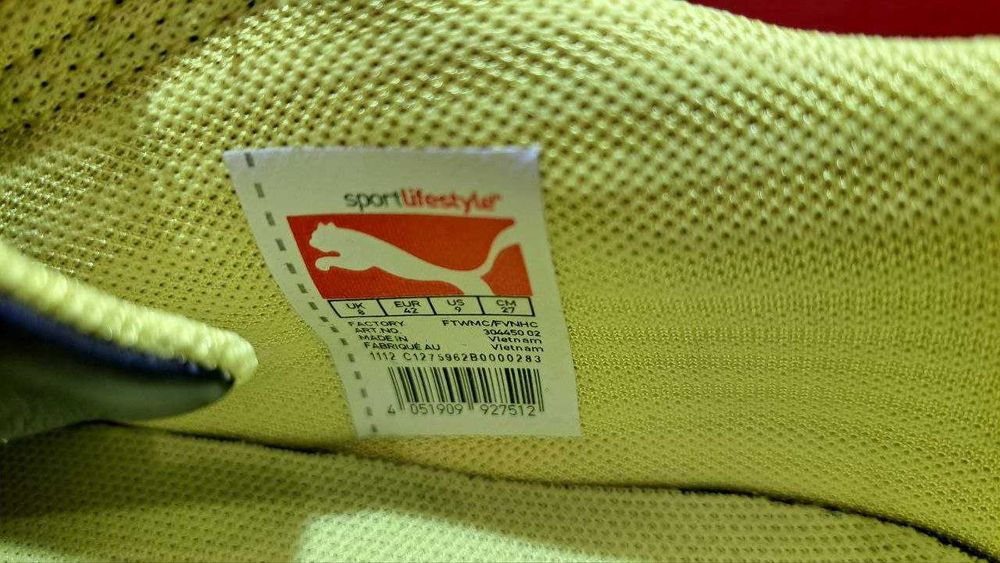 sportlifestyle
UK EUR US CM
8 42 9 27
FACTORY FTWMC/FVNHC
ART.NO. 304450 02
MADE IN Vietnam
FABRIQUÉ AU Vietnam
1112 C1275962B0000283
4 051909 927512